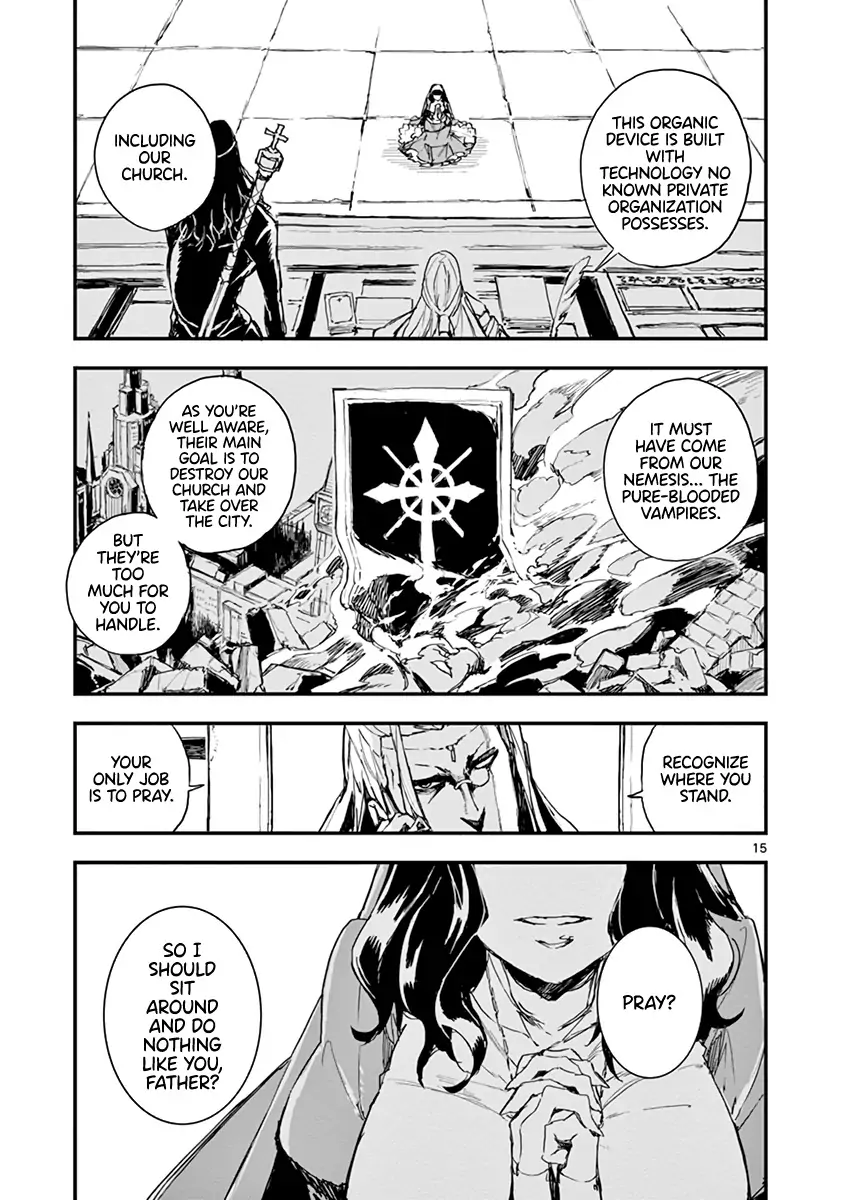 THIS ORGANIC
DEVICE IS BUILT
WITH
TECHNOLOGY NO
KNOWN PRIVATE
ORGANIZATION
POSSESSES.
INCLUDING
OUR
CHURCH.
IT MUST
HAVE COME
FROM OUR
NEMESIS... THE
PURE-BLOODED
VAMPIRES.
AS YOU'RE
WELL AWARE,
THEIR MAIN
GOAL IS TO
DESTROY OUR
CHURCH AND
TAKE OVER
THE CITY.
BUT
THEY'RE
TOO
MUCH FOR
YOU TO
HANDLE.
RECOGNIZE
WHERE YOU
STAND.
YOUR
ONLY JOB
IS TO PRAY.
15
PRAY?
SO I
SHOULD
SIT
AROUND
AND DO
NOTHING
LIKE YOU,
FATHER?